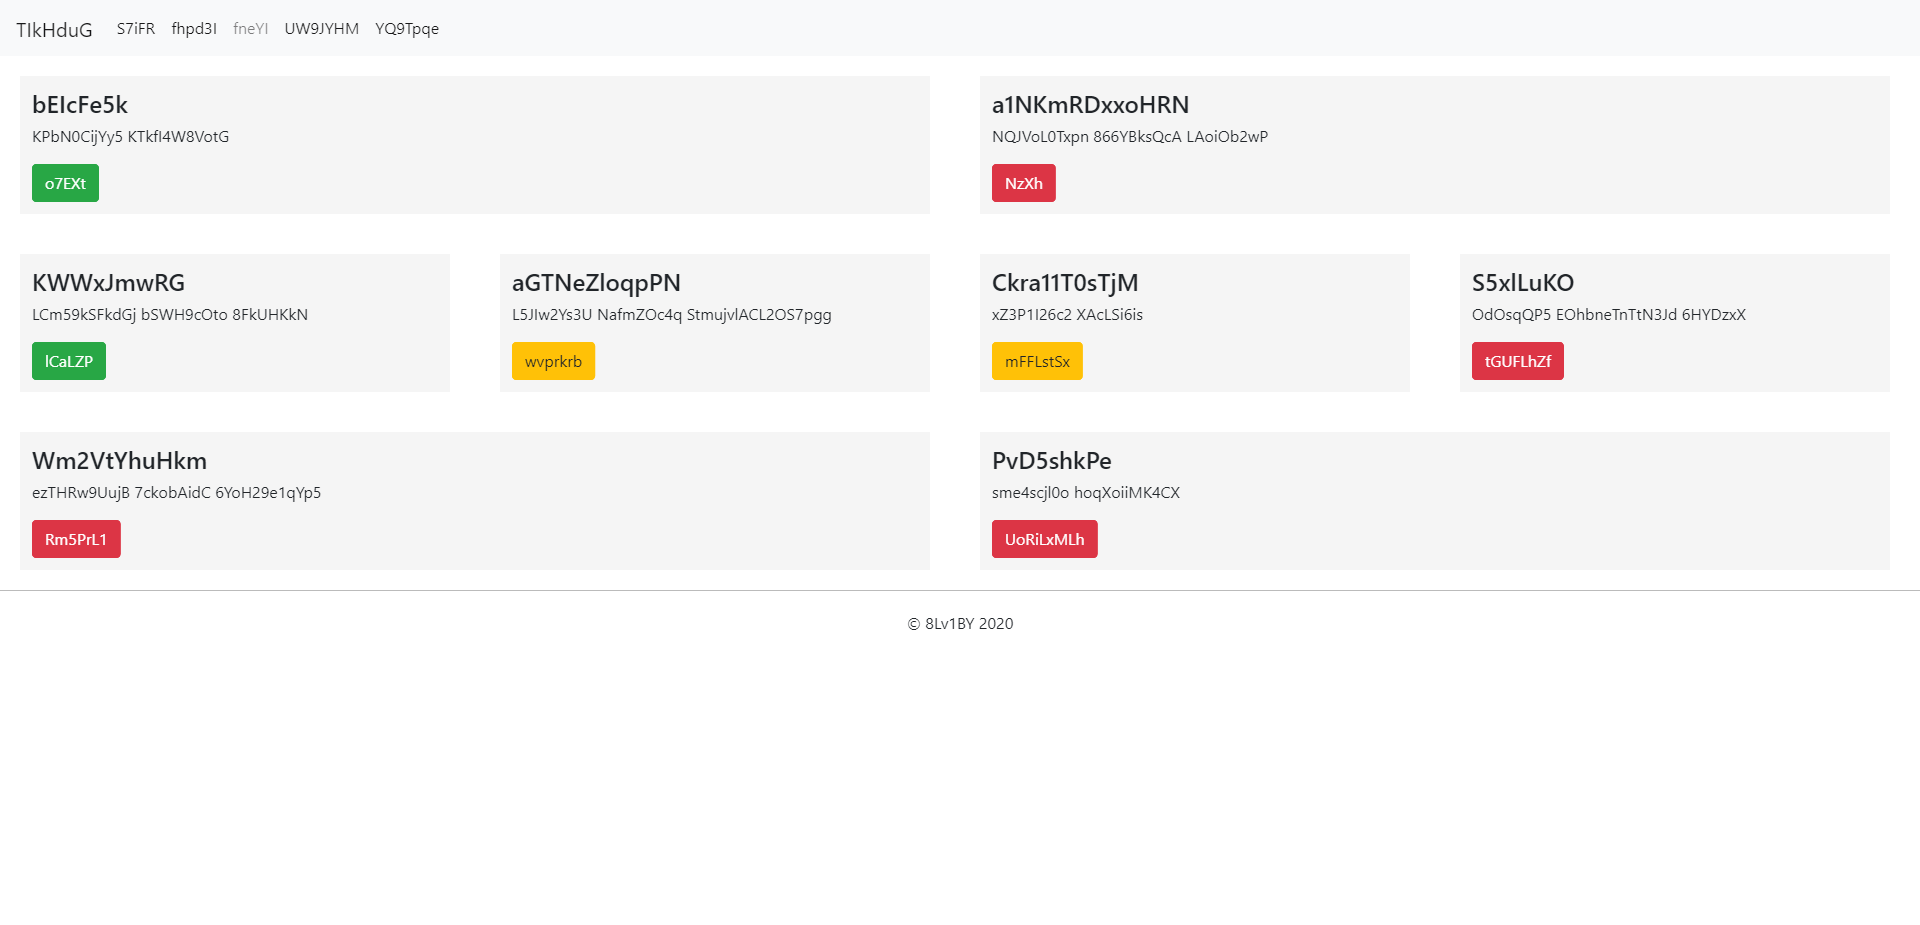 TIkHduG S7iFR fhpd3I fneYI UW9JYHM YQ9Tpqe
bEIcFe5k
KPbN0CijYy5 KTkfI4W8VotG
o7EXt
a1NKmRDxxoHRN
NQJVoL0Txpn 866YBksQcA LAoiOb2wP
NzXh
KWWxJmwRG
LCm59kSFkdGj bSWH9cOto 8FkUHKkN
lCaLZP
aGTNeZloqpPN
L5JIw2Ys3U NafmZOc4q StmujvlACL2OS7pgg
wvprkrb
Ckra11T0sTjM
xZ3P1I26c2 XAcLSi6is
mFFLstSx
S5xlLuKO
OdOsqQP5 EOhbneTnTtN3Jd 6HYDzxX
tGUFLhZf
Wm2VtYhuHkm
ezTHRw9UujB 7ckobAidC 6YoH29e1qYp5
Rm5PrL1
PvD5shkPe
sme4scjl0o hoqXoiiMK4CX
UoRiLxMLh
© 8Lv1BY 2020